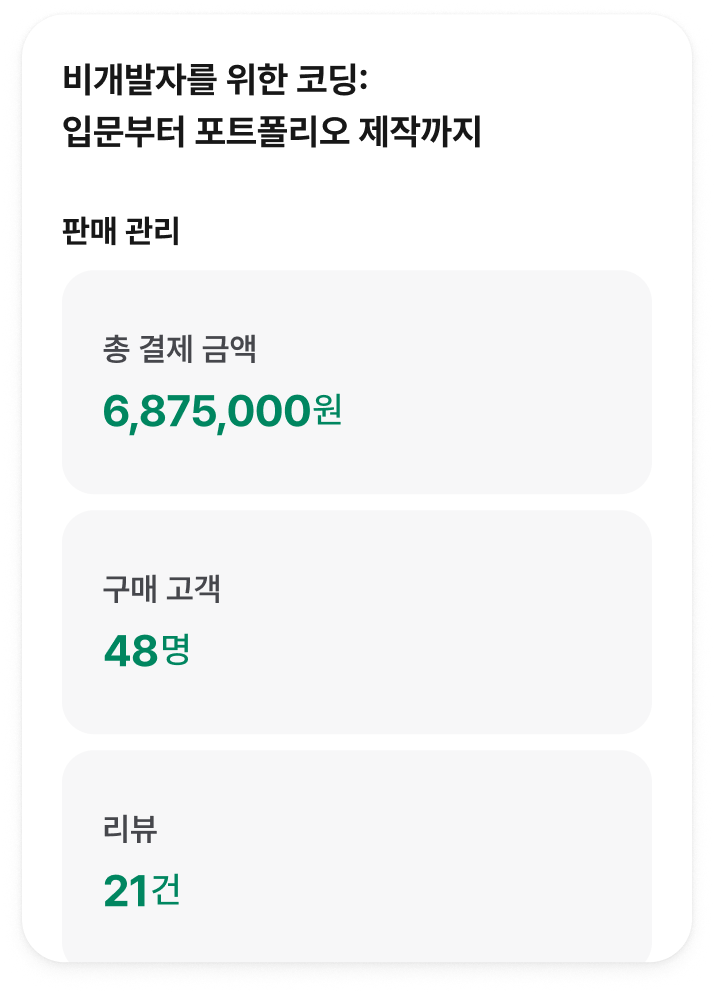 비개발자를 위한 코딩:
입문부터 포트폴리오 제작까지
판매 관리
총 결제 금액
6,875,000원
구매 고객
48명
리뷰
21건